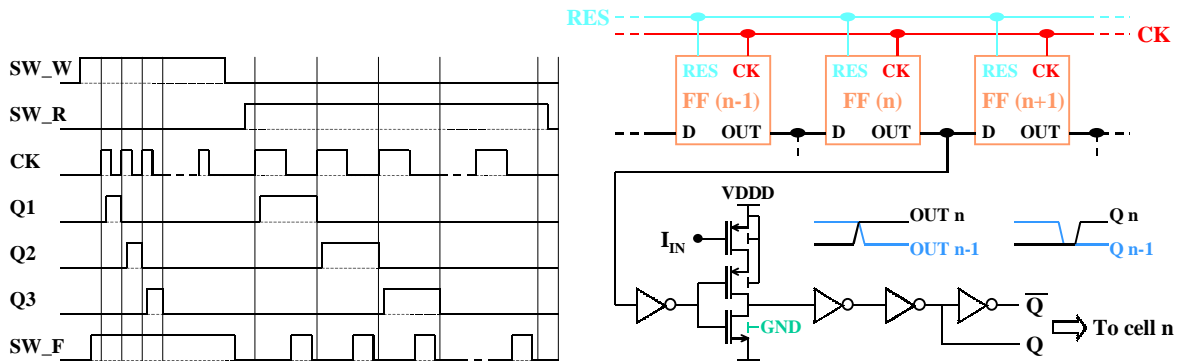 SW_W
SW_R
CK
Q1
Q2
Q3
SW_F
RES
CK
RES CK
FF (n-1)
D OUT
RES CK
FF (n)
D OUT
RES CK
FF (n+1)
D OUT
VDDD
I_IN
GND
OUT n
OUT n-1
Q n
Q n-1
Q̅
Q
To cell n